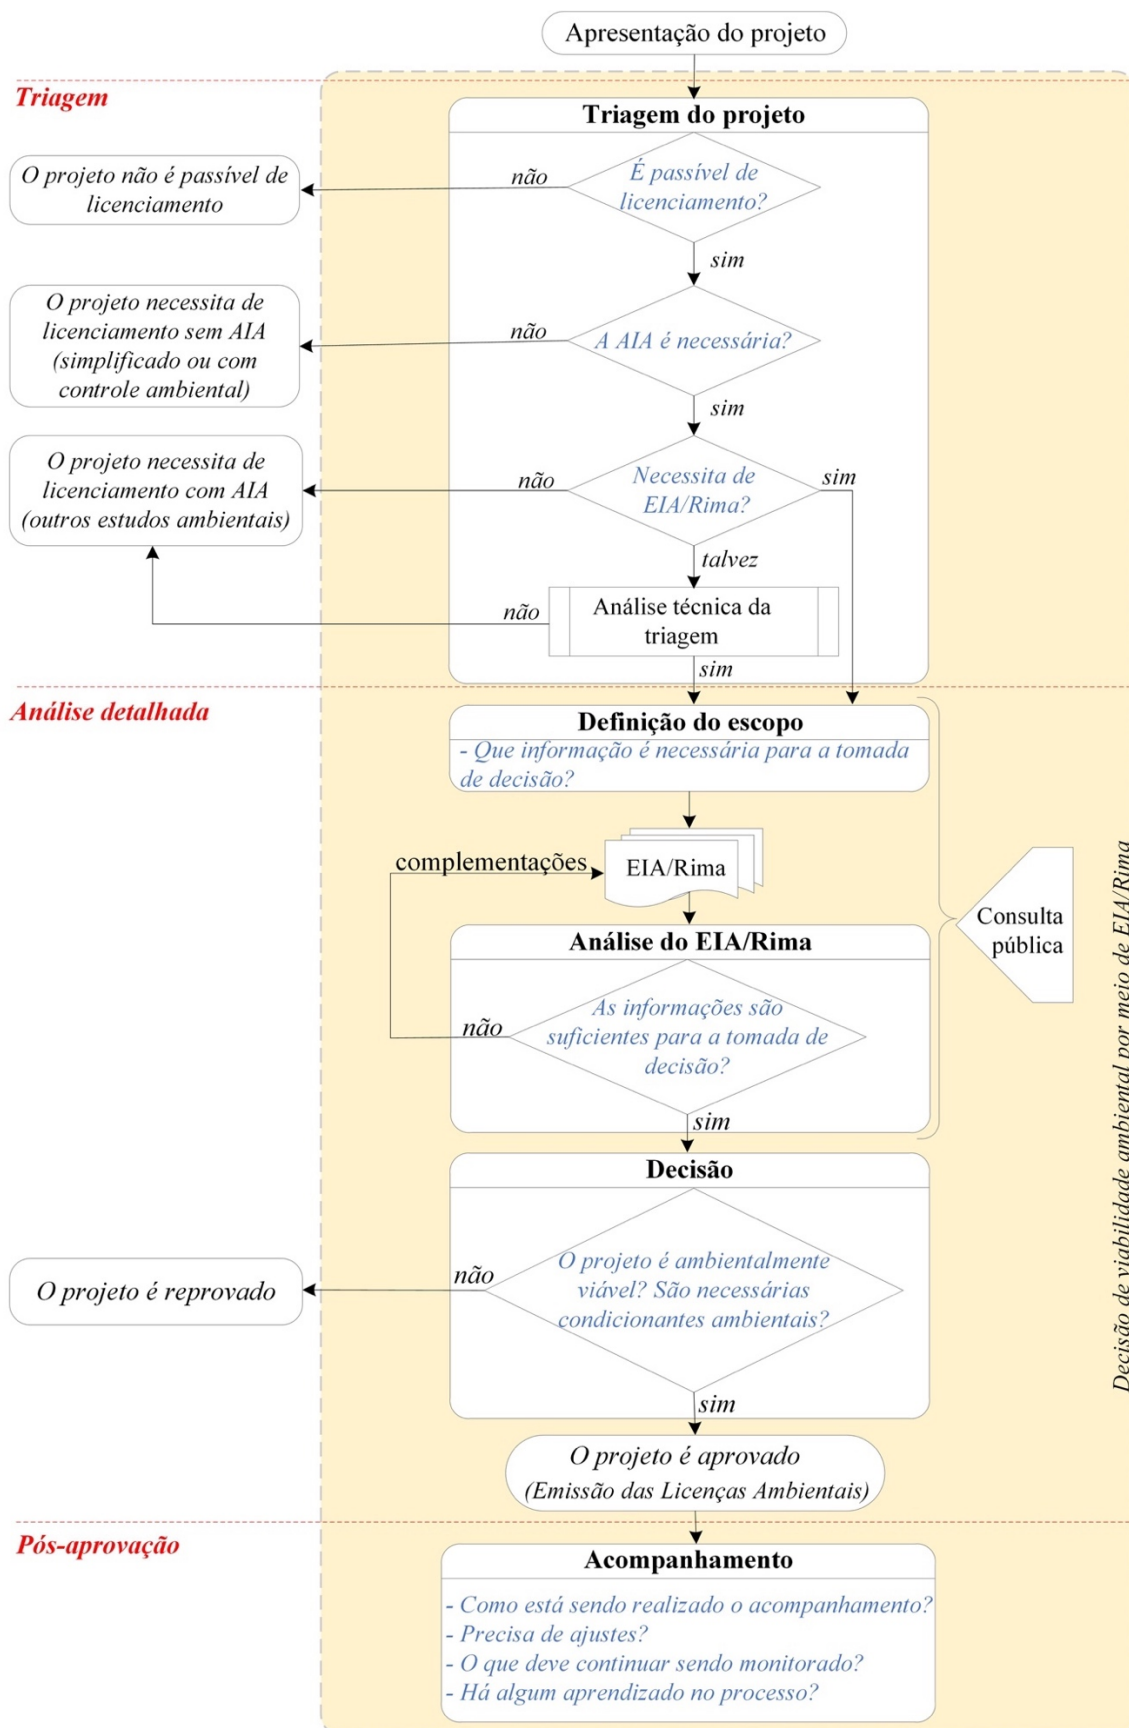 Apresentação do projeto
Triagem
Triagem do projeto
É passível de
licenciamento?
não
O projeto não é passível de
licenciamento
sim
A AIA é necessária?
não
O projeto necessita de
licenciamento sem AIA
(simplificado ou com
controle ambiental)
sim
Necessita de
EIA/Rima?
não
sim
O projeto necessita de
licenciamento com AIA
(outros estudos ambientais)
talvez
Análise técnica da
triagem
não
sim
Análise detalhada
Definição do escopo
- Que informação é necessária para a tomada
de decisão?
complementações
EIA/Rima
Análise do EIA/Rima
As informações são
suficientes para a tomada de
decisão?
não
sim
Consulta
pública
Decisão de viabilidade ambiental por meio de EIA/Rima
Decisão
O projeto é ambientalmente
viável? São necessárias
condicionantes ambientais?
não
O projeto é reprovado
sim
O projeto é aprovado
(Emissão das Licenças Ambientais)
Pós-aprovação
Acompanhamento
- Como está sendo realizado o acompanhamento?
- Precisa de ajustes?
- O que deve continuar sendo monitorado?
- Há algum aprendizado no processo?